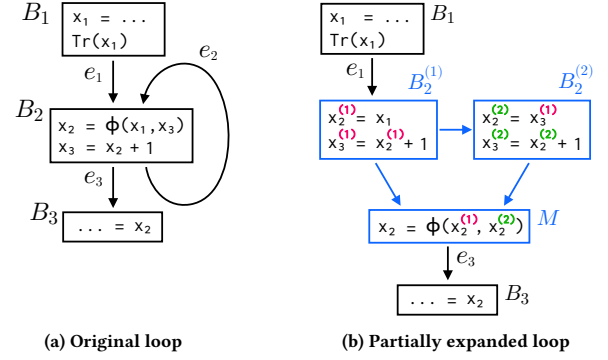 B₁
x₁ = ...
Tr(x₁)
e₁
e₂
B₂
x₂ = ϕ(x₁,x₃)
x₃ = x₂ + 1
e₃
B₃
... = x₂
(a) Original loop
x₁ = ...
Tr(x₁)
B₁
e₁
B₂⁽¹⁾
B₂⁽²⁾
x₂⁽¹⁾ = x₁
x₃⁽¹⁾ = x₂⁽¹⁾ + 1
x₂⁽²⁾ = x₃⁽¹⁾
x₃⁽²⁾ = x₂⁽²⁾ + 1
x₂ = ϕ(x₂⁽¹⁾, x₂⁽²⁾)
M
e₃
... = x₂
B₃
(b) Partially expanded loop